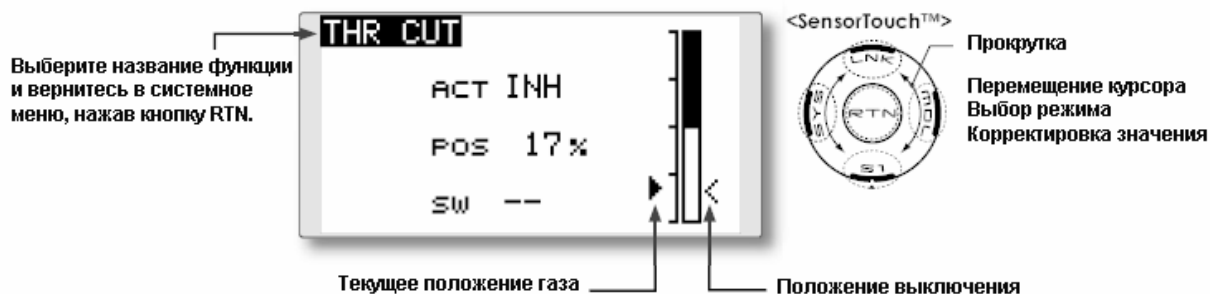 THR CUT
ACT INH
POS 17%
SW --
Выберите название функции
и вернитесь в системное
меню, нажав кнопку RTN.
<SensorTouch™>
LNK
SYS
RTN
MDL
S1
Прокрутка
Перемещение курсора
Выбор режима
Корректировка значения
Текущее положение газа
Положение выключения